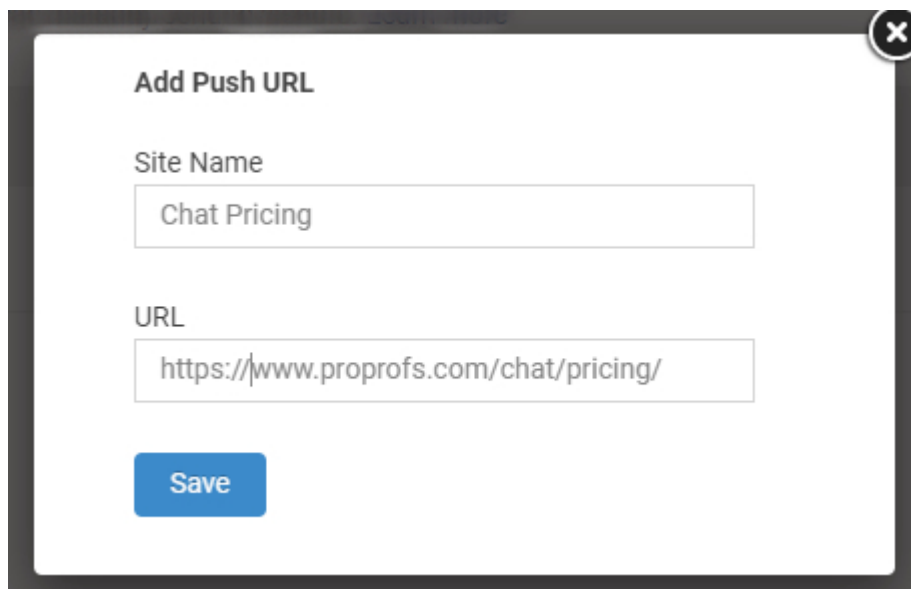 Add Push URL
Site Name
Chat Pricing
URL
https://www.proprofs.com/chat/pricing/
Save